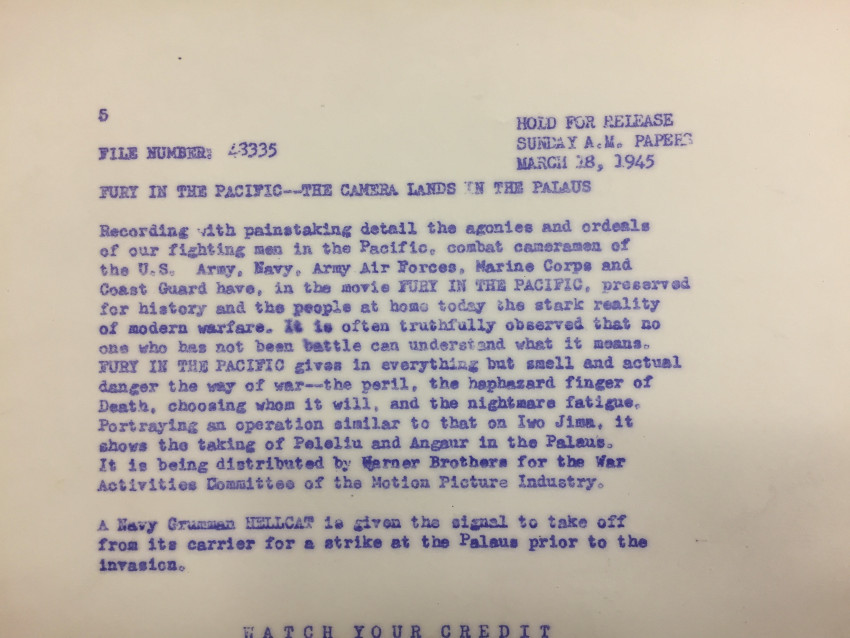 5
HOLD FOR RELEASE
FILE NUMBER: 43335
SUNDAY A.M. PAPERS
MARCH 18, 1945
FURY IN THE PACIFIC--THE CAMERA LANDS IN THE PALAUS
Recording with painstaking detail the agonies and ordeals
of our fighting men in the Pacific, combat cameramen of
the U.S. Army, Navy, Army Air Forces, Marine Corps and
Coast Guard have, in the movie FURY IN THE PACIFIC, preserved
for history and the people at home today the stark reality
of modern warfare. It is often truthfully observed that no
one who has not been battle can understand what it means.
FURY IN THE PACIFIC gives in everything but smell and actual
danger the way of war--the peril, the haphazard finger of
Death, choosing whom it will, and the nightmare fatigue.
Portraying an operation similar to that on Iwo Jima, it
shows the taking of Peleliu and Angaur in the Palaus.
It is being distributed by Warner Brothers for the War
Activities Committee of the Motion Picture Industry.
A Navy Grumman HELLCAT is given the signal to take off
from its carrier for a strike at the Palaus prior to the
invasion.
WATCH YOUR CREDIT